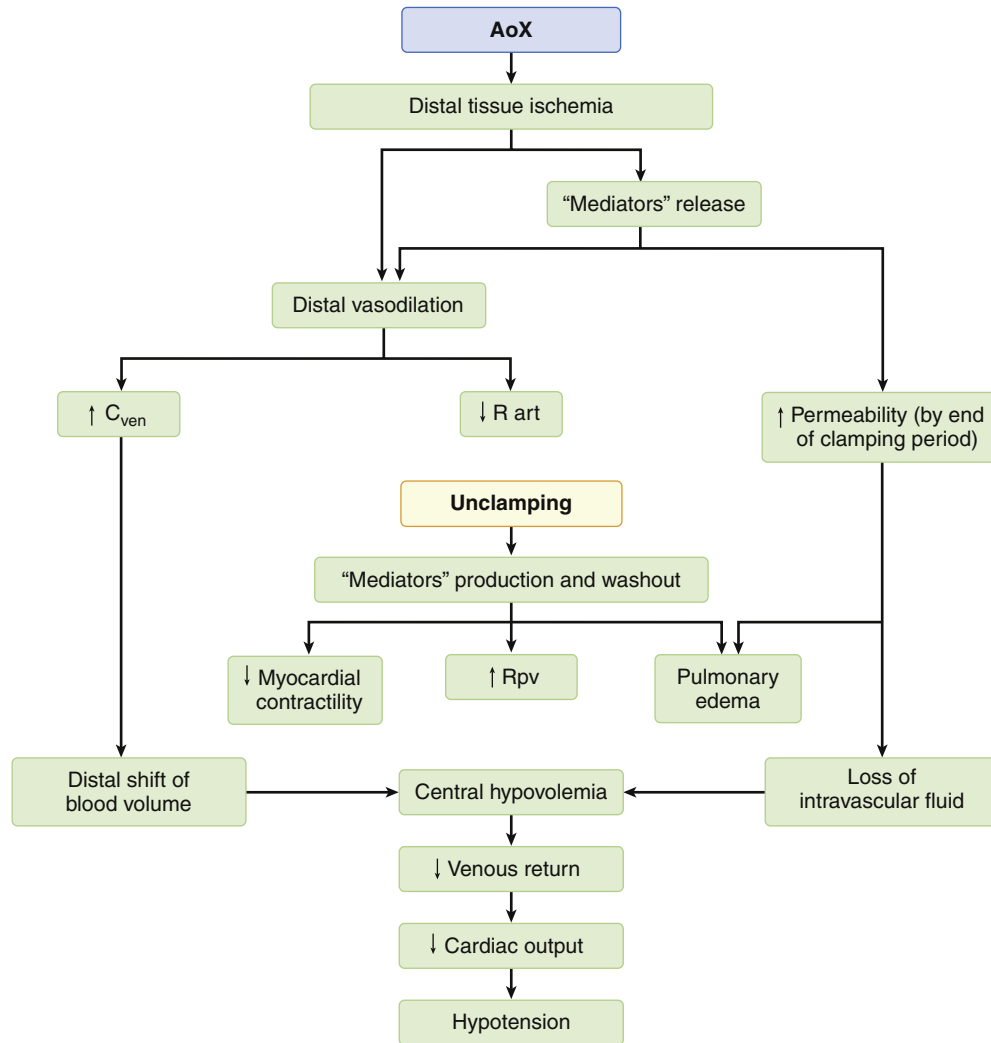 AoX
Distal tissue ischemia
“Mediators” release
Distal vasodilation
↑ Cven
↓ R art
↑ Permeability (by end
of clamping period)
Unclamping
“Mediators” production and washout
↓ Myocardial
contractility
↑ Rpv
Pulmonary
edema
Distal shift of
blood volume
Central hypovolemia
Loss of
intravascular fluid
↓ Venous return
↓ Cardiac output
Hypotension